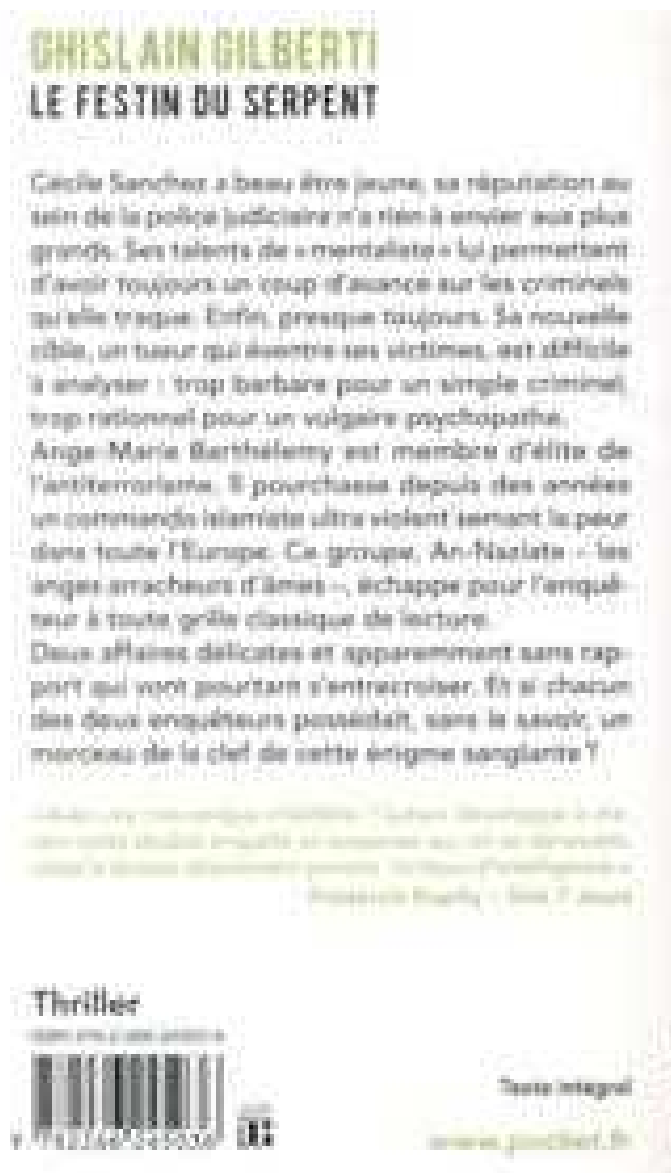 GHISLAIN GILBERTI
LE FESTIN DU SERPENT
Cécile Sanchez a beau être jeune, sa réputation au
sein de la police judiciaire n'a rien à envier aux plus
grands. Ses talents de « mentaliste » lui permettent
d'avoir toujours un coup d'avance sur les criminels
qu'elle traque. Enfin, presque toujours. Sa nouvelle
cible, un tueur qui éventre ses victimes, est difficile
à analyser : trop barbare pour un simple criminel,
trop rationnel pour un vulgaire psychopathe.
Ange-Marie Barthélemy est membre d'élite de
l'antiterrorisme. Il pourchasse depuis des années
un commando islamiste ultra violent semant la peur
dans toute l'Europe. Ce groupe, An-Naziate – les
anges arracheurs d'âmes –, échappe pour l'enquê-
teur à toute grille classique de lecture.
Deux affaires délicates et apparemment sans rap-
port qui vont pourtant s'entrecroiser. Et si chacun
des deux enquêteurs possédait, sans le savoir, un
morceau de la clef de cette énigme sanglante ?
Thriller
Texte intégral
www.pocket.fr